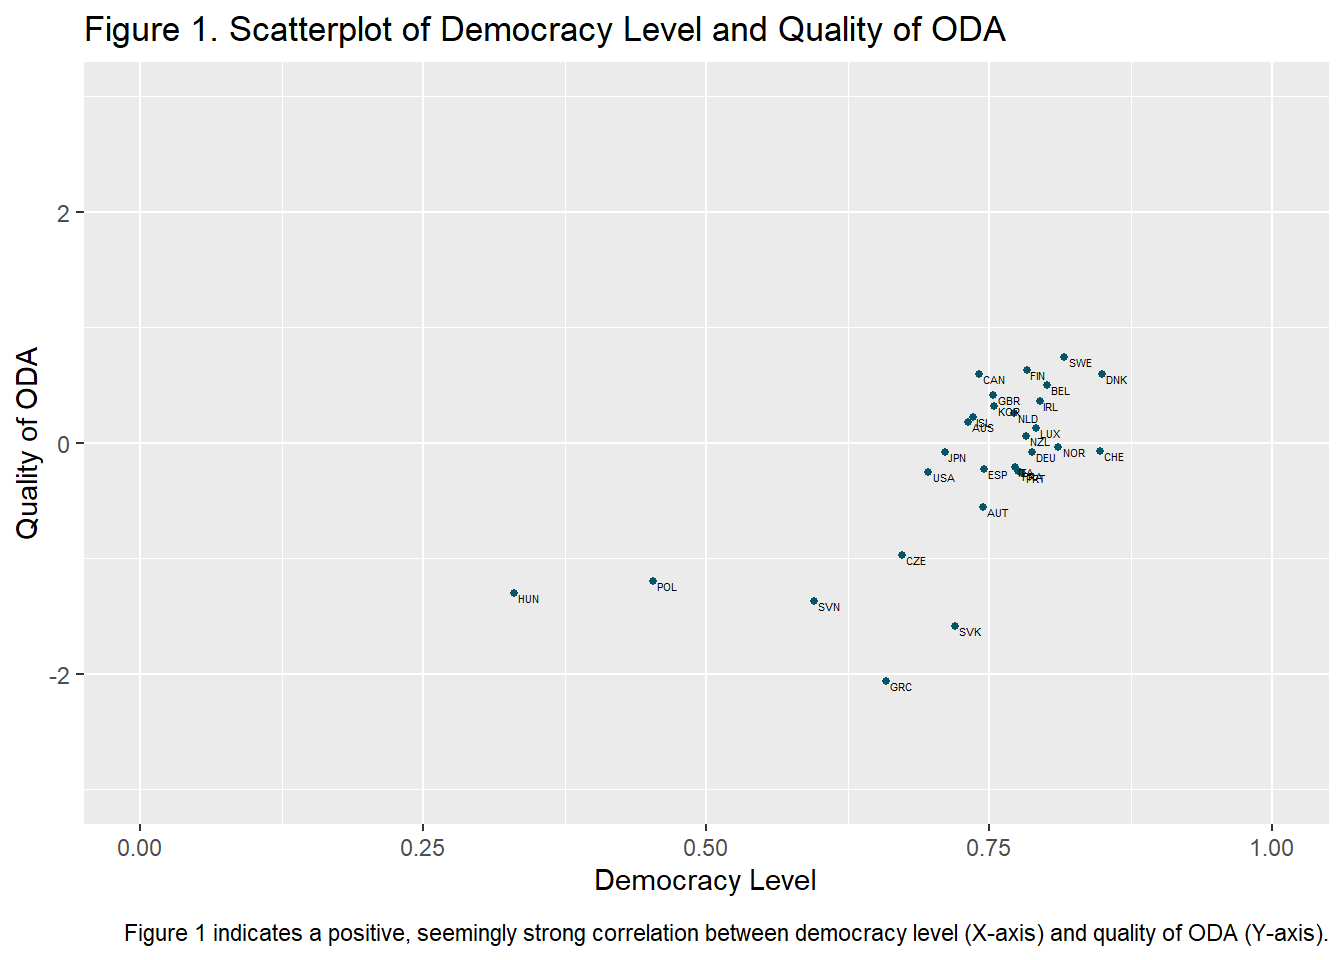 Figure 1. Scatterplot of Democracy Level and Quality of ODA
Quality of ODA
2
0
-2
SWE
FIN
CAN
DNK
BEL
GBR
IRL
KOR
NLD
ISL
AUS
LUX
NZL
NOR
JPN
DEU
CHE
USA
ESP
PRT
AUT
CZE
POL
HUN
SVN
SVK
GRC
0.00 0.25 0.50 0.75 1.00
Democracy Level
Figure 1 indicates a positive, seemingly strong correlation between democracy level (X-axis) and quality of ODA (Y-axis).